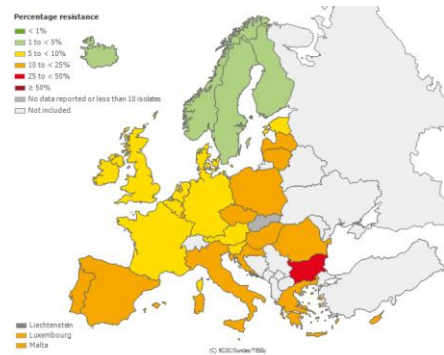 Percentage resistance
< 1%
1 to < 5%
5 to < 10%
10 to < 25%
25 to < 50%
≥ 50%
No data reported or less than 10 isolates
Not included
Liechtenstein
Luxembourg
Malta
(C) ECDC/Dundas/TESSy